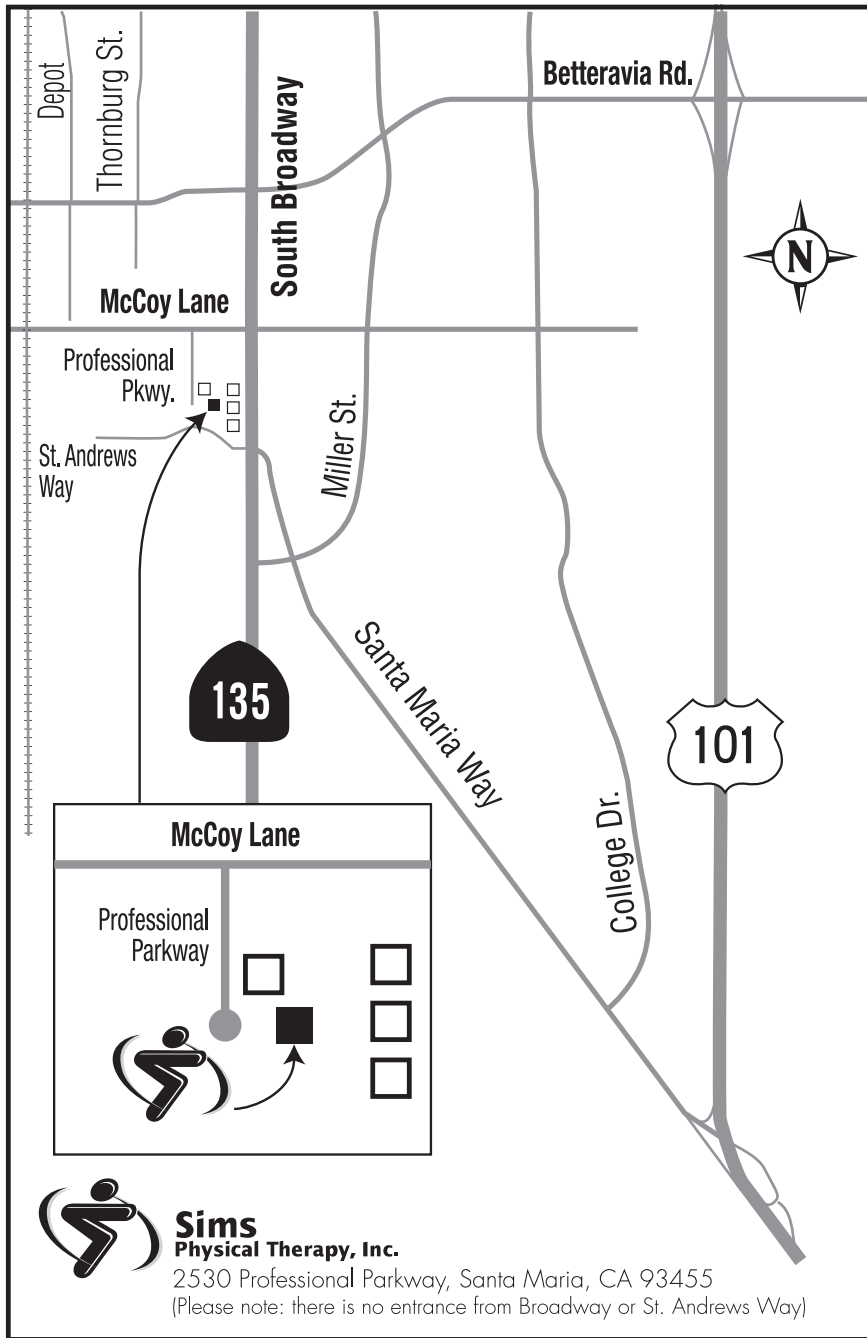 Depot
Thornburg St.
South Broadway
Betteravia Rd.
N
McCoy Lane
Professional
Pkwy.
St. Andrews
Way
Miller St.
Santa Maria Way
College Dr.
135
101
McCoy Lane
Professional
Parkway
Sims
Physical Therapy, Inc.
2530 Professional Parkway, Santa Maria, CA 93455
(Please note: there is no entrance from Broadway or St. Andrews Way)